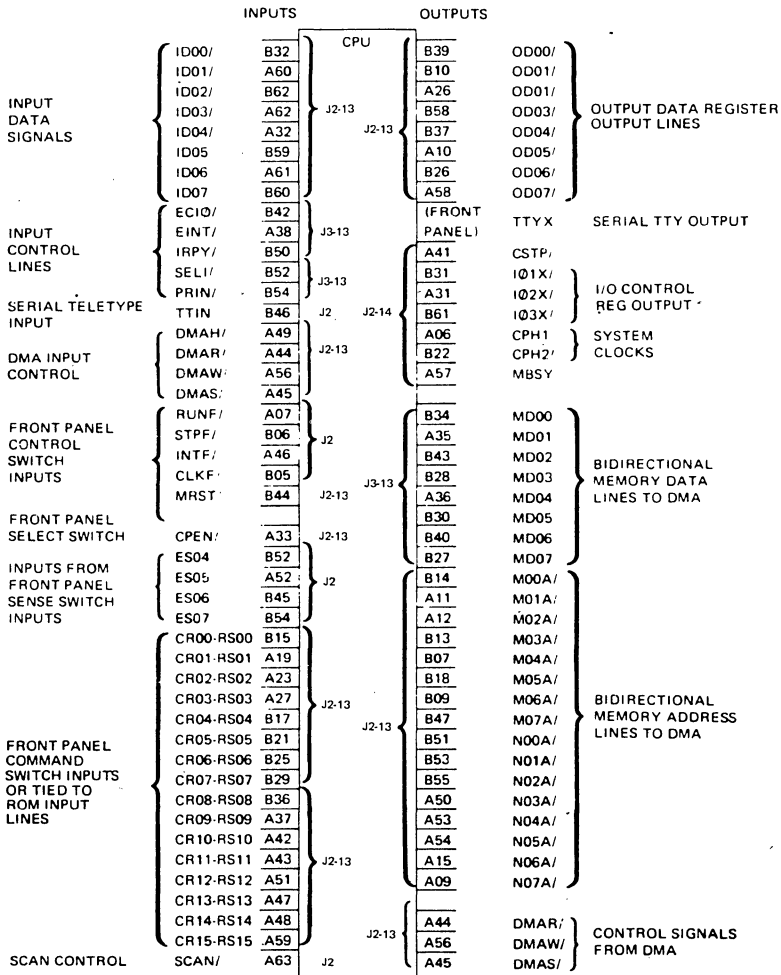 INPUTS OUTPUTS
CPU
INPUT
DATA
SIGNALS
ID00/ B32
ID01/ A60
ID02/ B62
ID03/ A62
ID04/ A32
ID05 B59
ID06 A61
ID07 B60
J2-13
INPUT
CONTROL
LINES
ECIØ/ B42
EINT/ A38
IRPY/ B50
J3-13
SELI/ B52
PRIN/ B54
J3-13
SERIAL TELETYPE
INPUT
TTIN B46 J2
DMA INPUT
CONTROL
DMAH/ A49
DMAR/ A44
DMAW/ A56
DMAS/ A45
J2-13
FRONT PANEL
CONTROL
SWITCH
INPUTS
RUNF/ A07
STPF/ B06
INTF/ A46
CLKF/ B05
J2
MRST B44 J2-13
FRONT PANEL
SELECT SWITCH
CPEN/ A33 J2-13
INPUTS FROM
FRONT PANEL
SENSE SWITCH
INPUTS
ES04 B52
ES05 A52
ES06 B45
ES07 B54
J2
FRONT PANEL
COMMAND
SWITCH INPUTS
OR TIED TO
ROM INPUT
LINES
CR00-RS00 B15
CR01-RS01 A19
CR02-RS02 A23
CR03-RS03 A27
CR04-RS04 B17
CR05-RS05 B21
CR06-RS06 B25
CR07-RS07 B29
J2-13
CR08-RS08 B36
CR09-RS09 A37
CR10-RS10 A42
CR11-RS11 A43
CR12-RS12 A51
CR13-RS13 A47
CR14-RS14 A48
CR15-RS15 A59
J2-13
SCAN CONTROL SCAN/ A63 J2
J2-13
B39 OD00/
B10 OD01/
A26 OD01/
B58 OD03/
B37 OD04/
A10 OD05/
B26 OD06/
A58 OD07/
OUTPUT DATA REGISTER
OUTPUT LINES
(FRONT
PANEL)
TTYX SERIAL TTY OUTPUT
J2-14
A41 CSTP/
B31 IØ1X/
A31 IØ2X/
B61 IØ3X/
I/O CONTROL
REG OUTPUT
A06 CPH1
B22 CPH2/
SYSTEM
CLOCKS
A57 MBSY
J3-13
B34 MD00
A35 MD01
B43 MD02
B28 MD03
A36 MD04
B30 MD05
B40 MD06
B27 MD07
BIDIRECTIONAL
MEMORY DATA
LINES TO DMA
J2-13
B14 M00A/
A11 M01A/
A12 M02A/
B13 M03A/
B07 M04A/
B18 M05A/
B09 M06A/
B47 M07A/
B51 N00A/
B53 N01A/
B55 N02A/
A50 N03A/
A53 N04A/
A54 N05A/
A15 N06A/
A09 N07A/
BIDIRECTIONAL
MEMORY ADDRESS
LINES TO DMA
J2-13
A44 DMAR/
A56 DMAW/
A45 DMAS/
CONTROL SIGNALS
FROM DMA